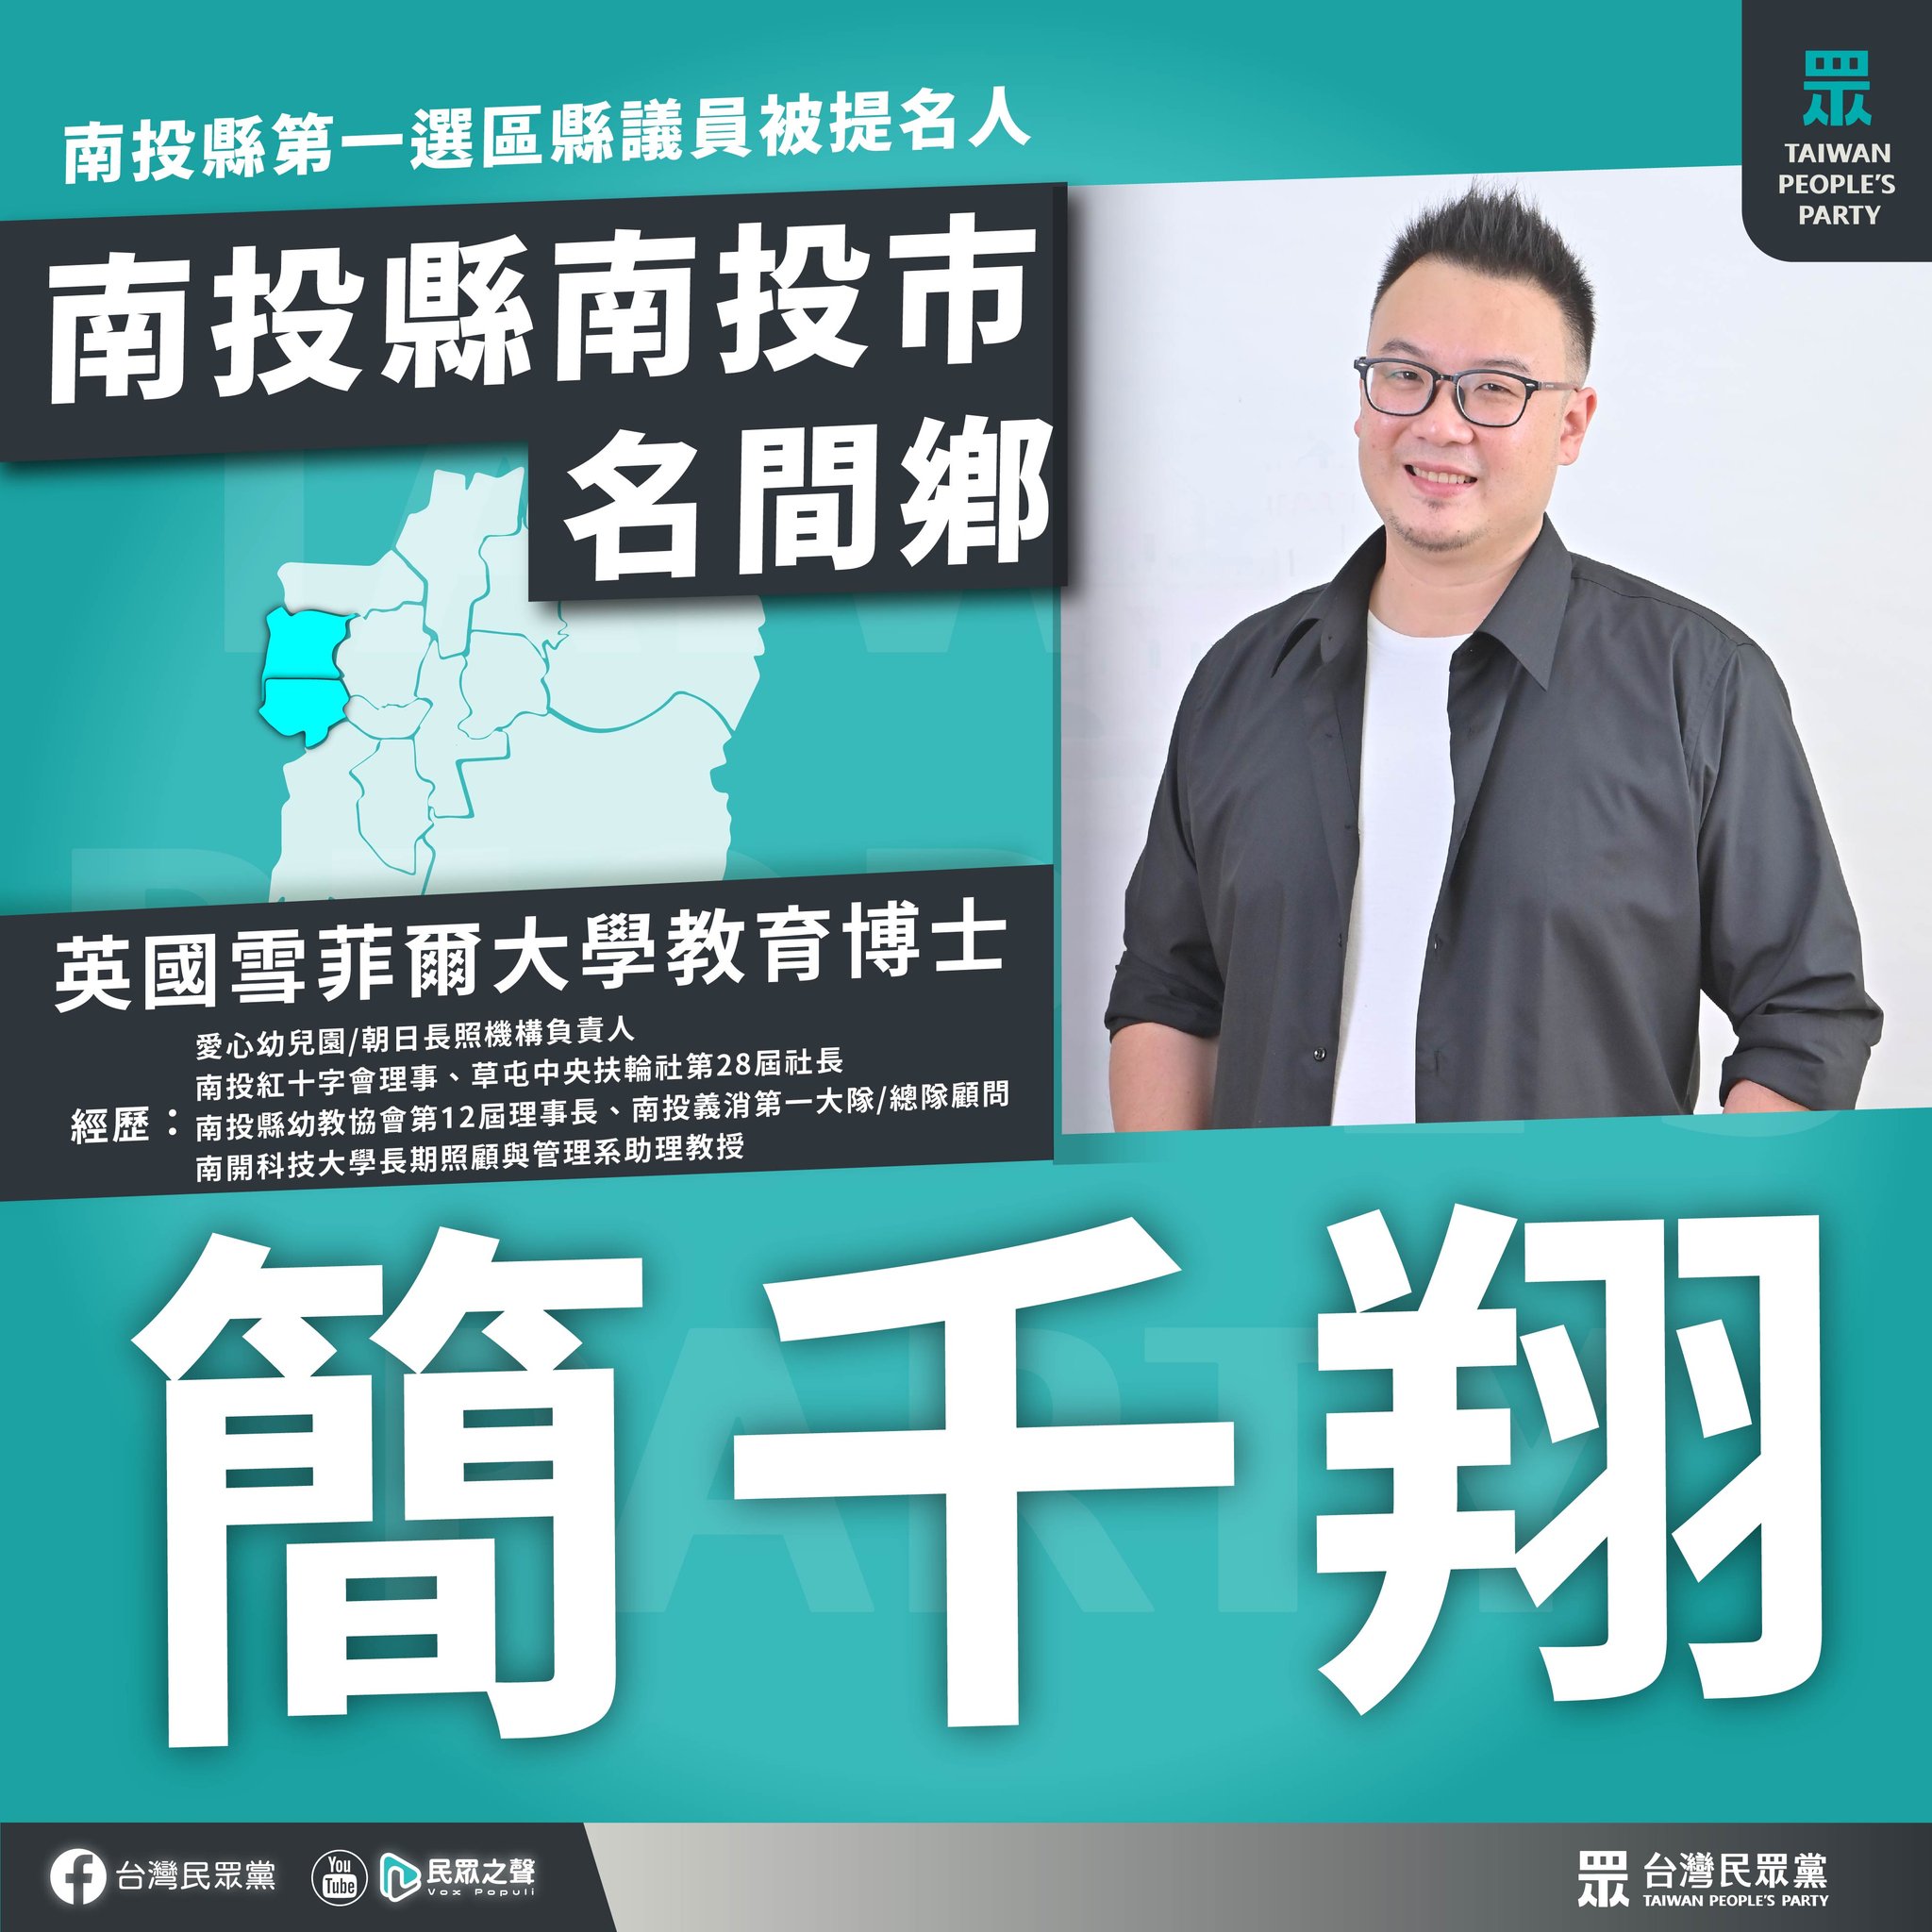 南投縣第一選區縣議員被提名人
眾
TAIWAN
PEOPLE'S
PARTY
南投縣南投市
名間鄉
英國雪菲爾大學教育博士
經歷：
愛心幼兒園/朝日長照機構負責人
南投紅十字會理事、草屯中央扶輪社第28屆社長
南投縣幼教協會第12屆理事長、南投義消第一大隊/總隊顧問
南開科技大學長期照顧與管理系助理教授
簡千翔
台灣民眾黨
You
Tube
民眾之聲
Vox Populi
眾
台灣民眾黨
TAIWAN PEOPLE'S PARTY